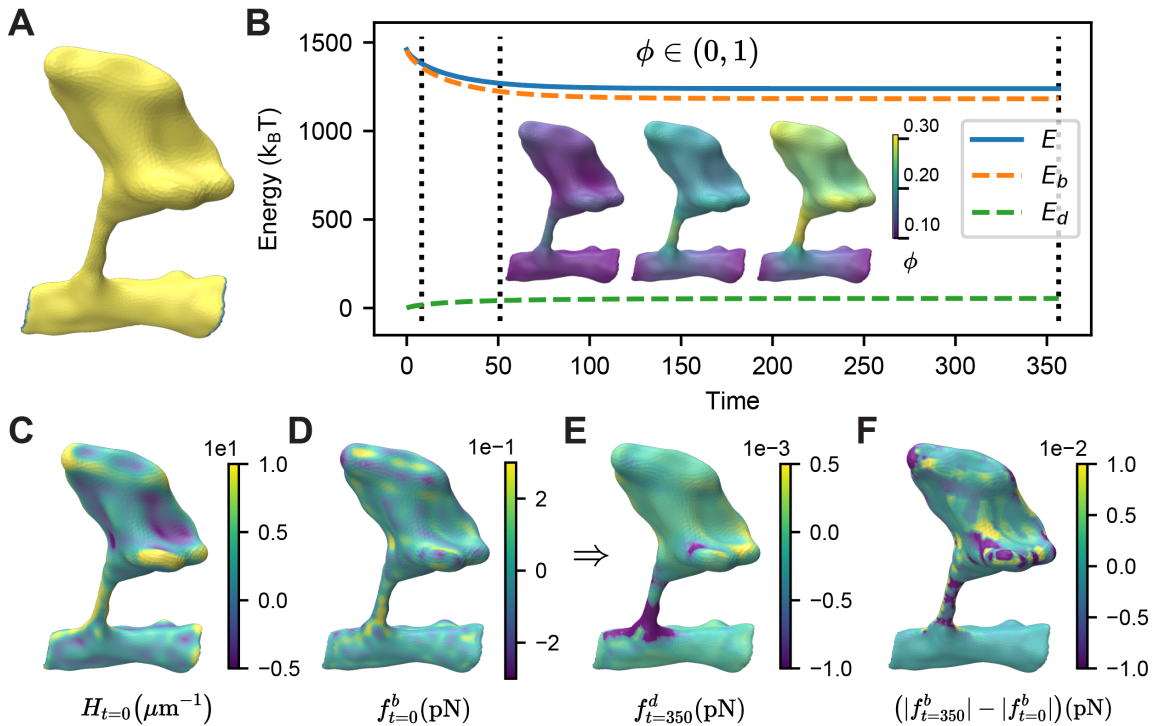 A
B
Energy (k_BT)
1500
1000
500
0
ϕ ∈ (0, 1)
0.30
0.20
0.10
ϕ
E
E_b
E_d
0 50 100 150 200 250 300 350
Time
C
1e1
1.0
0.5
0.0
−0.5
H_{t=0}(μm⁻¹)
D
1e−1
2
0
−2
f^b_{t=0}(pN)
⇒
E
1e−3
0.5
0.0
−0.5
−1.0
f^d_{t=350}(pN)
F
1e−2
1.0
0.5
0.0
−0.5
−1.0
(|f^b_{t=350}| − |f^b_{t=0}|)(pN)